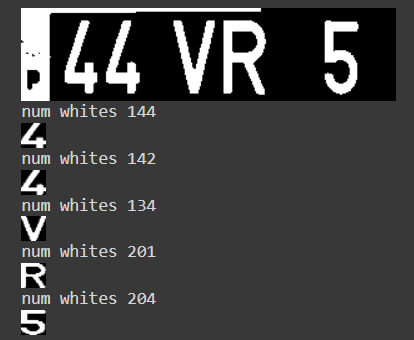 P 44 VR 5
num whites 144
4
num whites 142
4
num whites 134
V
num whites 201
R
num whites 204
5